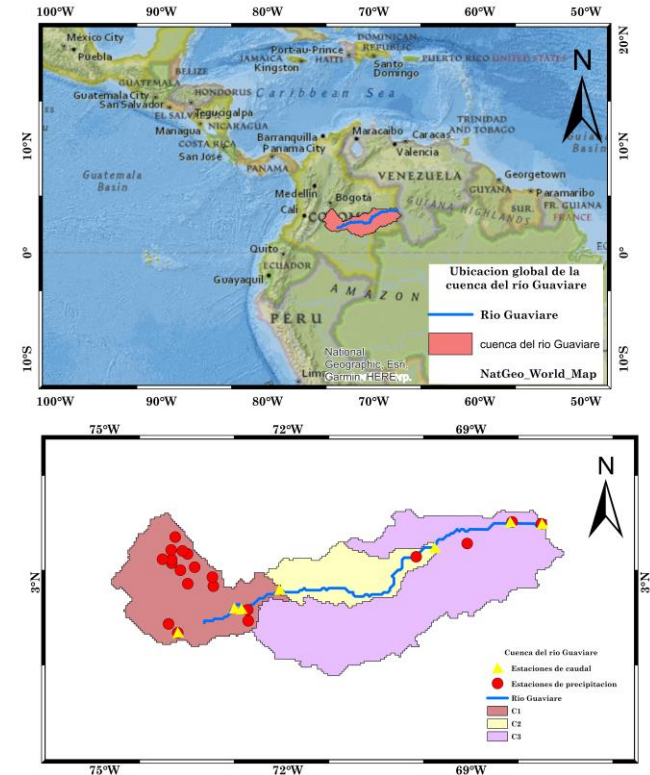 100°W 90°W 80°W 70°W 60°W 50°W
20°N
Mexico City
Puebla
DOMINICAN
REPUBLIC
Port-au-Prince
JAMAICA HAITI
PUERTO RICO UNITED STATES
Kingston
Santo
Domingo
BELIZE
GUATEMALA
HONDURUS
Caribbean Sea
Guatemala City
San Salvador
Tegucigalpa
EL SALV
NICARAGUA
Managua
COSTA RICA
San José
PANAMA
Panama City
Barranquilla
Maracaibo
Caracas
Valencia
TRINIDAD
AND TOBAGO
N
10°N
10°N
Guatemala
Basin
Medellin
Bogota
Cali
VENEZUELA
GUIANA HIGHLANDS
Georgetown
GUYANA
Paramaribo
SUR.
FR. GUIANA
FRANCE
Basin
0°
0°
Quito
ECUADOR
Guayaquil
AMAZON
PERU
Lim
Ubicacion global de la
cuenca del río Guaviare
Rio Guaviare
cuenca del rio Guaviare
NatGeo_World_Map
National
Geographic, Esri,
Garmin, HERE
10°S
10°S
100°W 90°W 80°W 70°W 60°W 50°W
75°W 72°W 69°W
N
3°N
3°N
Cuenca del rio Guaviare
Estaciones de caudal
Estaciones de precipitacion
Rio Guaviare
C1
C2
C3
75°W 72°W 69°W